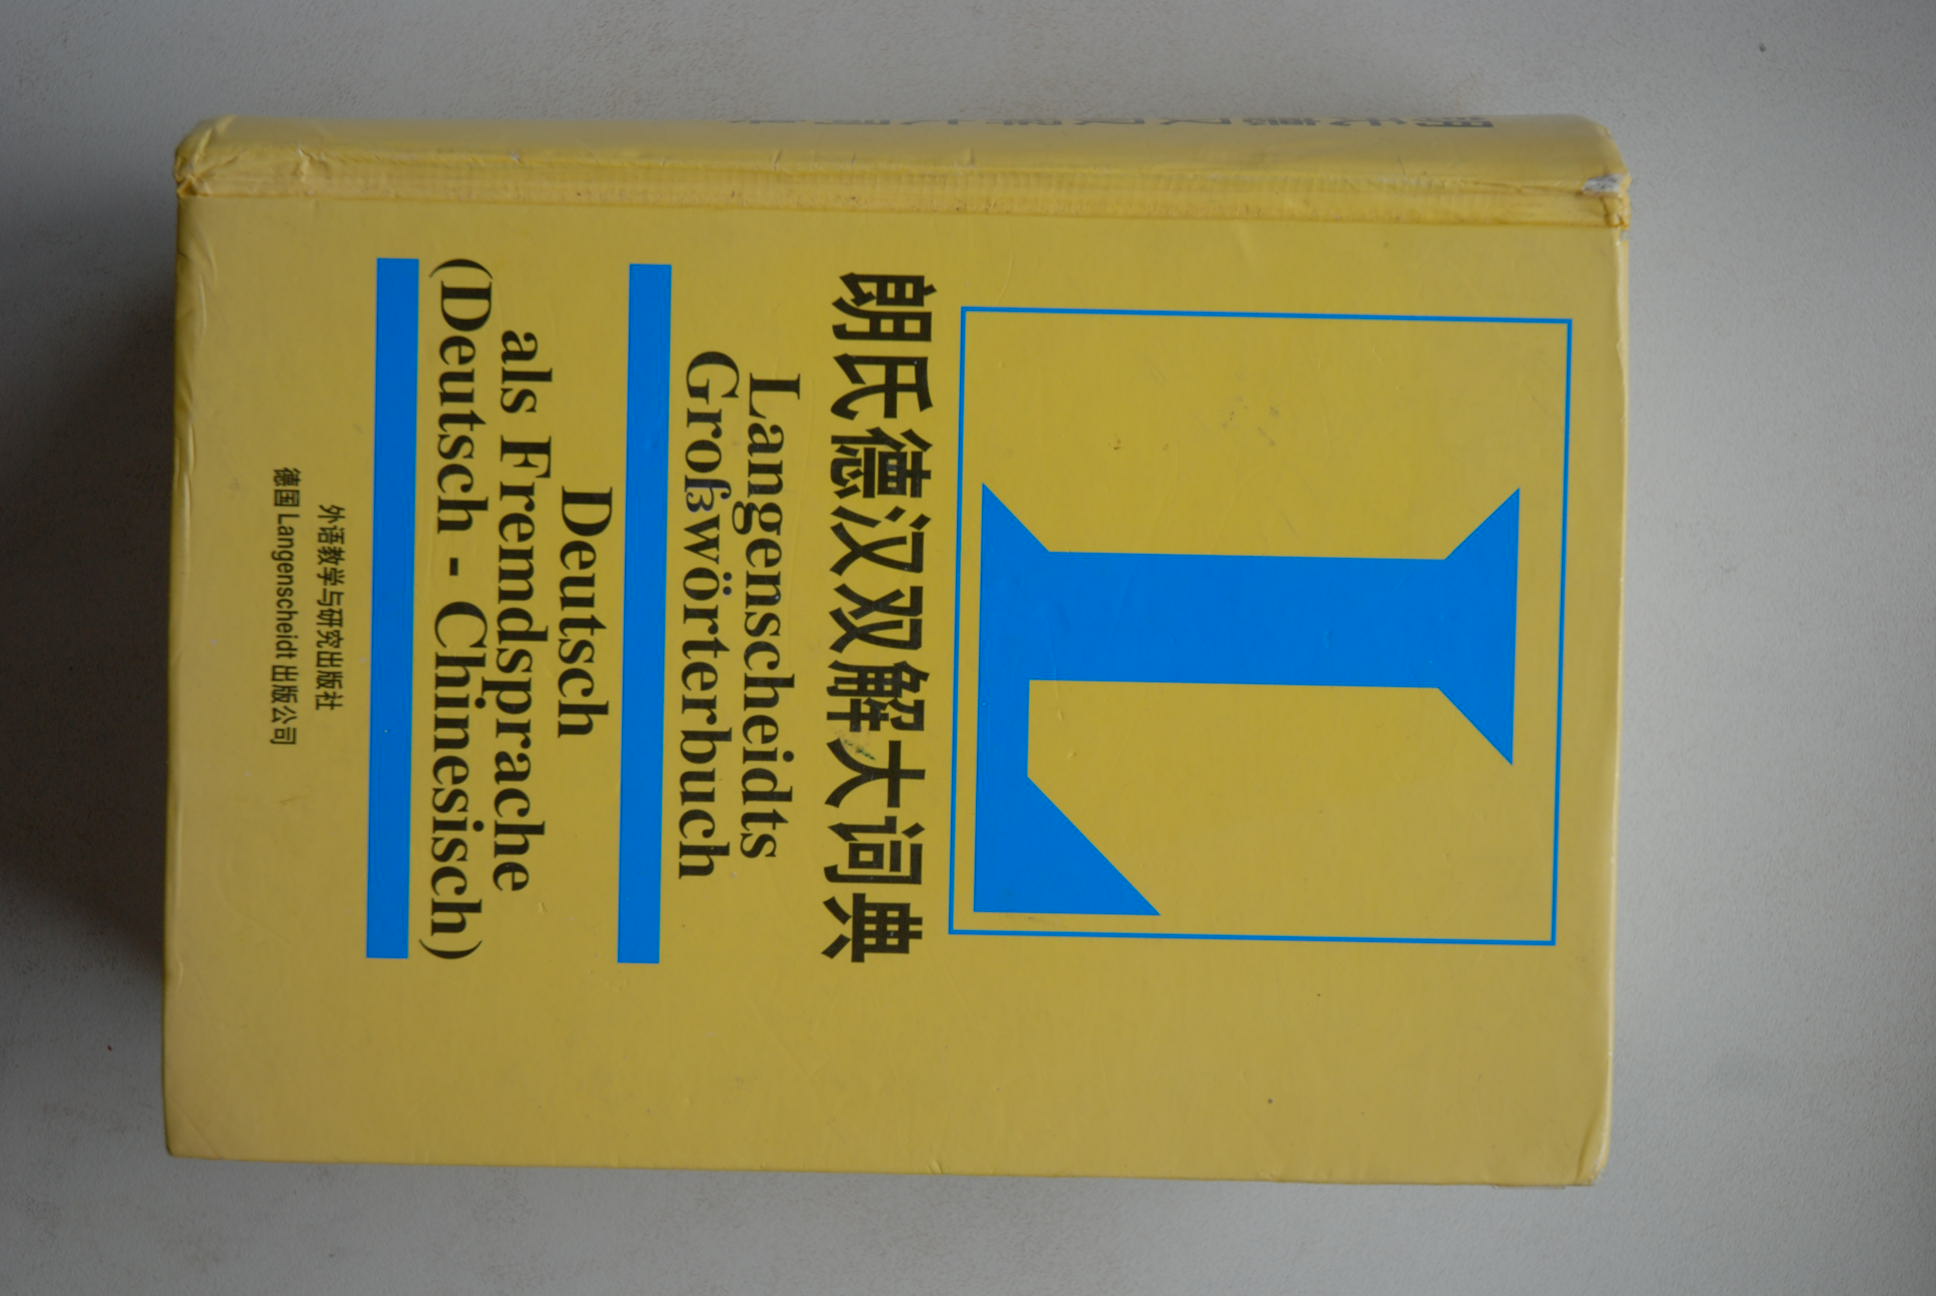 L
朗氏德汉双解大词典
Langenscheidts
Großwörterbuch
Deutsch
als Fremdsprache
(Deutsch - Chinesisch)
外语教学与研究出版社
德国 Langenscheidt 出版公司